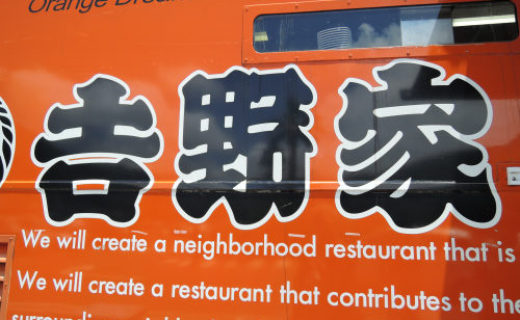 Orange
吉野家
We will create a neighborhood restaurant that is
We will create a restaurant that contributes to the